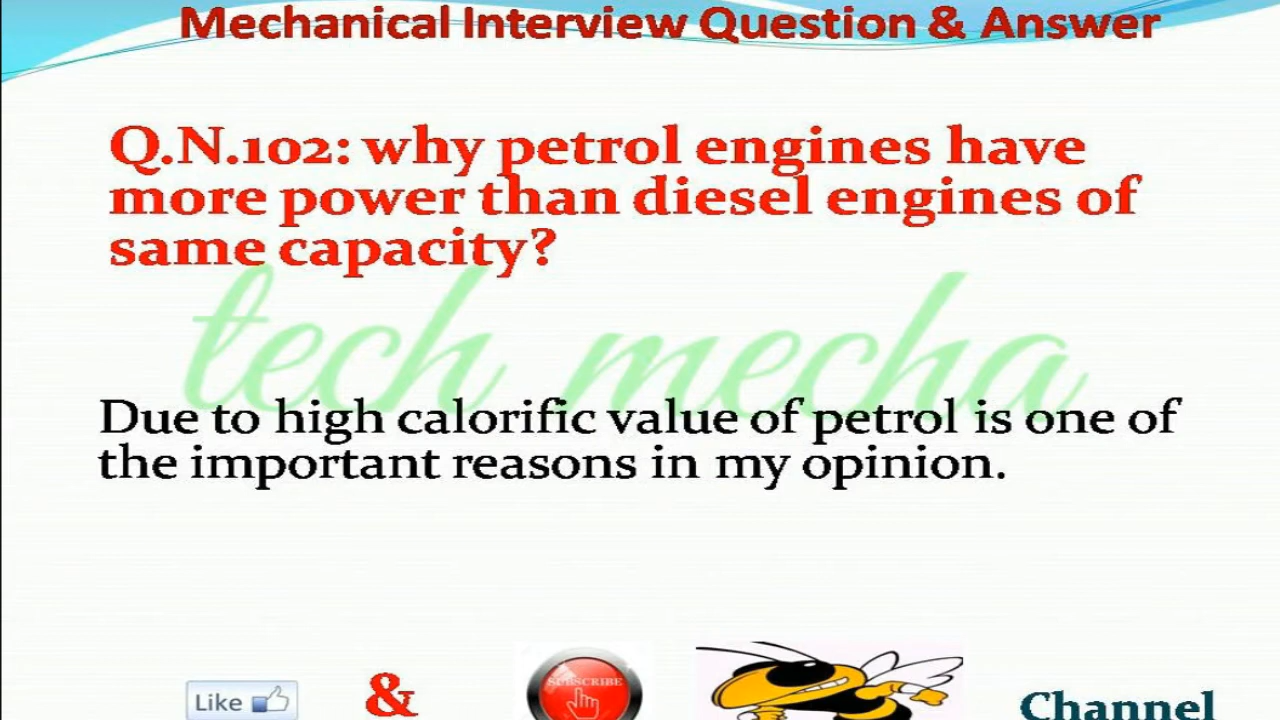 Mechanical Interview Question & Answer
Q.N.102: why petrol engines have
more power than diesel engines of
same capacity?
tech mecha
Due to high calorific value of petrol is one of
the important reasons in my opinion.
Like & SUBSCRIBE Channel